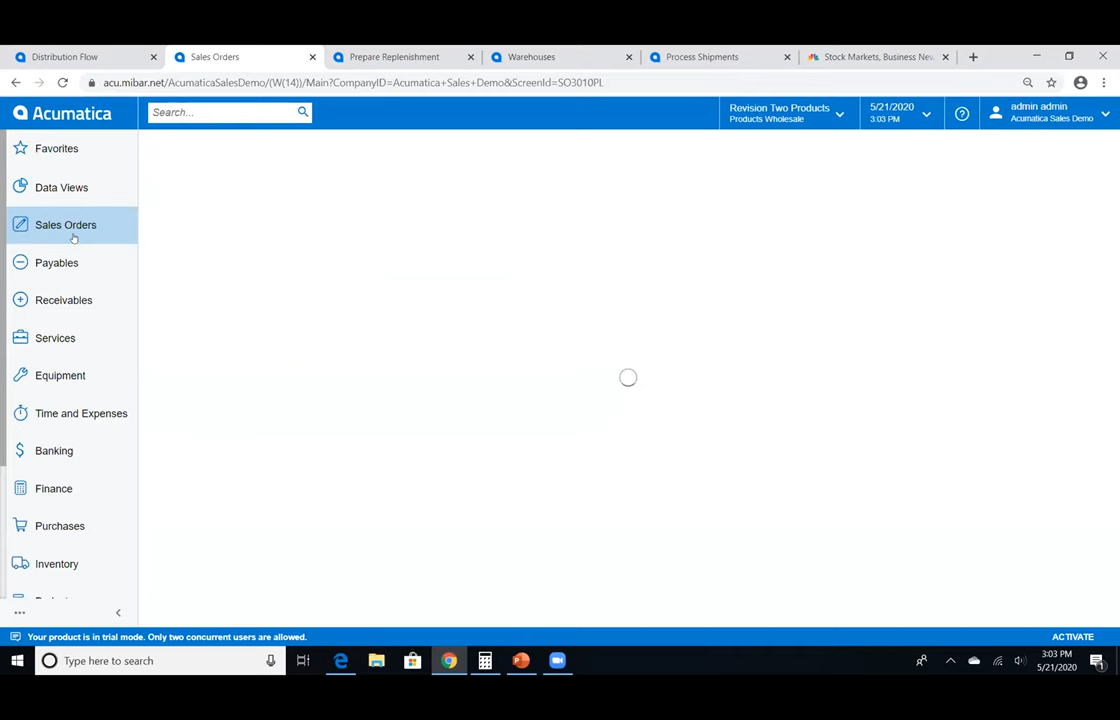 Distribution Flow
Sales Orders
Prepare Replenishment
Warehouses
Process Shipments
Stock Markets, Business New
acu.mibar.net/AcumaticaSalesDemo/(W(14))/Main?CompanyID=Acumatica+Sales+Demo&ScreenId=SO3010PL
Acumatica
Search...
Revision Two Products
Products Wholesale
5/21/2020
3:03 PM
admin admin
Acumatica Sales Demo
Favorites
Data Views
Sales Orders
Payables
Receivables
Services
Equipment
Time and Expenses
Banking
Finance
Purchases
Inventory
Your product is in trial mode. Only two concurrent users are allowed.
ACTIVATE
Type here to search
3:03 PM
5/21/2020